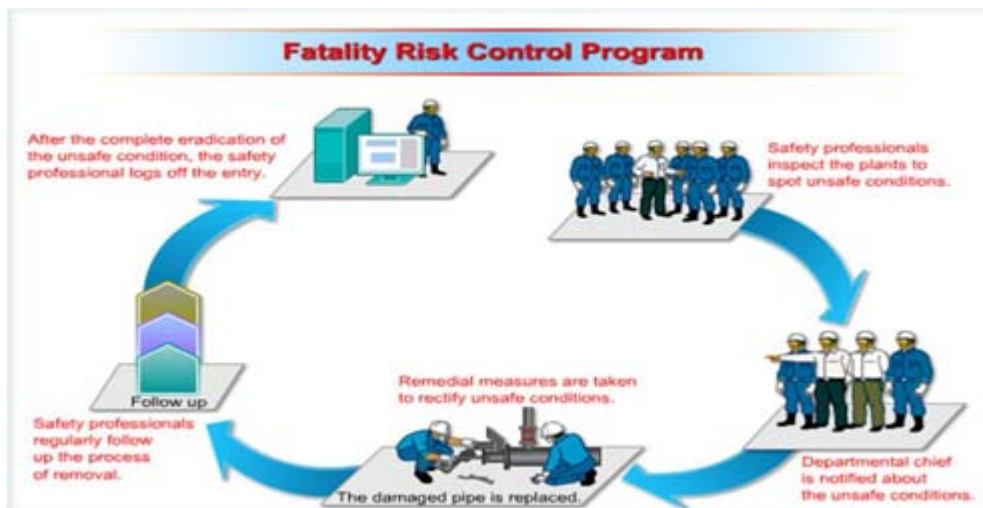 Fatality Risk Control Program
Safety professionals
inspect the plants to
spot unsafe conditions.
Departmental chief
is notified about
the unsafe conditions.
Remedial measures are taken
to rectify unsafe conditions.
The damaged pipe is replaced.
Follow up
Safety professionals
regularly follow
up the process
of removal.
After the complete eradication of
the unsafe condition, the safety
professional logs off the entry.